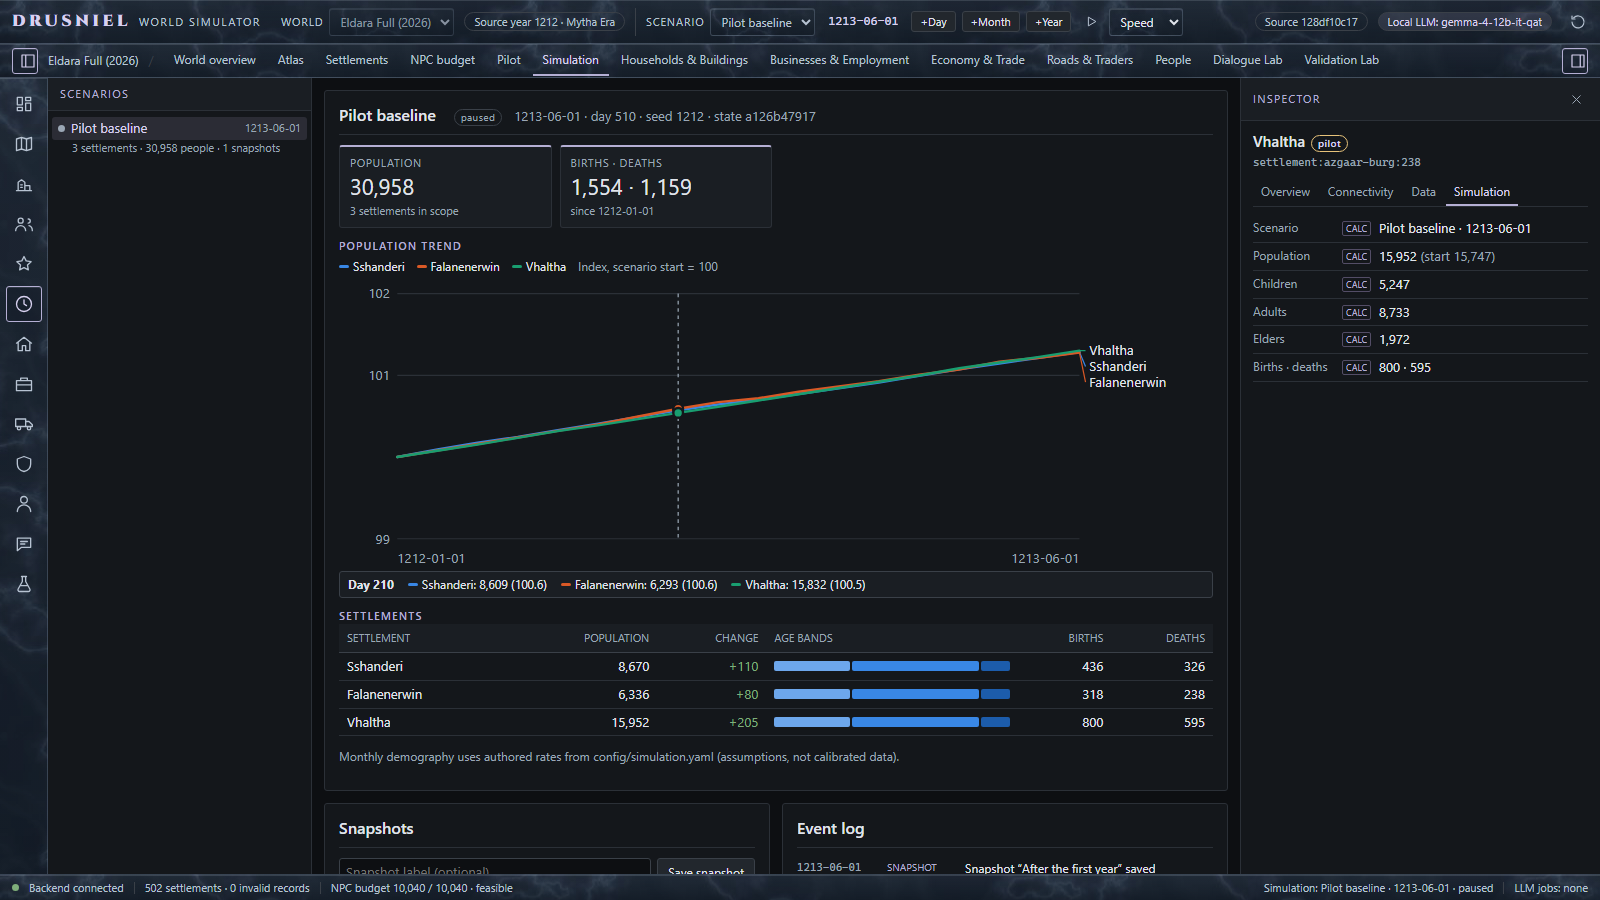 DRUSNIEL WORLD SIMULATOR WORLD Eldara Full (2026) Source year 1212 · Mytha Era SCENARIO Pilot baseline 1213-06-01 +Day +Month +Year Speed Source 128df10c17 Local LLM: gemma-4-12b-it-qat
Eldara Full (2026) / World overview Atlas Settlements NPC budget Pilot Simulation Households & Buildings Businesses & Employment Economy & Trade Roads & Traders People Dialogue Lab Validation Lab
SCENARIOS
Pilot baseline 1213-06-01
3 settlements · 30,958 people · 1 snapshots
Pilot baseline paused 1213-06-01 · day 510 · seed 1212 · state a126b47917
POPULATION
30,958
3 settlements in scope
BIRTHS · DEATHS
1,554 · 1,159
since 1212-01-01
POPULATION TREND
Sshanderi Falanenerwin Vhaltha Index, scenario start = 100
102
101
99
Vhaltha
Sshanderi
Falanenerwin
1212-01-01 1213-06-01
Day 210 Sshanderi: 8,609 (100.6) Falanenerwin: 6,293 (100.6) Vhaltha: 15,832 (100.5)
SETTLEMENTS
SETTLEMENT POPULATION CHANGE AGE BANDS BIRTHS DEATHS
Sshanderi 8,670 +110 436 326
Falanenerwin 6,336 +80 318 238
Vhaltha 15,952 +205 800 595
Monthly demography uses authored rates from config/simulation.yaml (assumptions, not calibrated data).
Snapshots
Snapshot label (optional) Save snapshot
Event log
1213-06-01 SNAPSHOT Snapshot “After the first year” saved
INSPECTOR
Vhaltha pilot
settlement:azgaar-burg:238
Overview Connectivity Data Simulation
Scenario CALC Pilot baseline · 1213-06-01
Population CALC 15,952 (start 15,747)
Children CALC 5,247
Adults CALC 8,733
Elders CALC 1,972
Births · deaths CALC 800 · 595
Backend connected 502 settlements · 0 invalid records NPC budget 10,040 / 10,040 · feasible Simulation: Pilot baseline · 1213-06-01 · paused LLM jobs: none